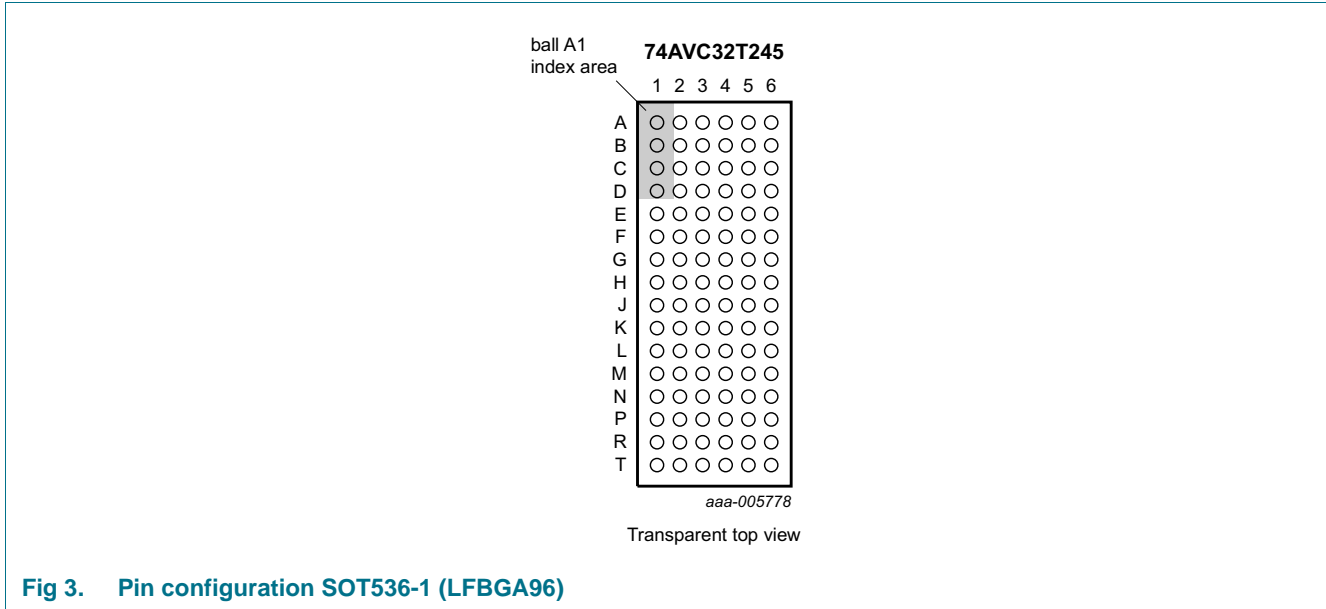 ball A1
index area
74AVC32T245
1 2 3 4 5 6
A
B
C
D
E
F
G
H
J
K
L
M
N
P
R
T
aaa-005778
Transparent top view
Fig 3. Pin configuration SOT536-1 (LFBGA96)